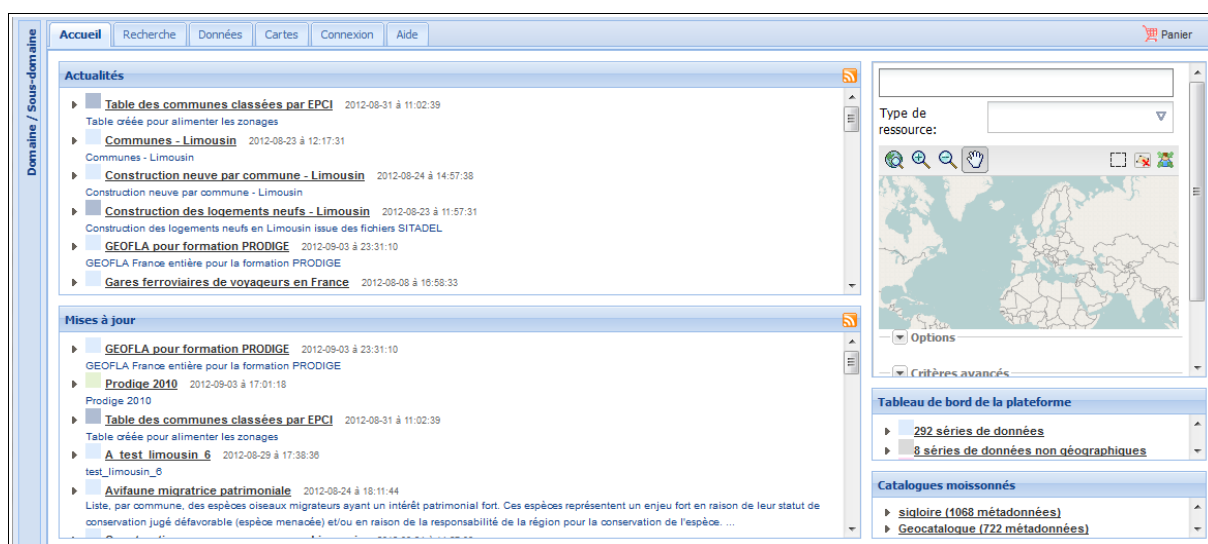 Domaine / Sous-domaine
Accueil Recherche Données Cartes Connexion Aide
Panier
Actualités
Table des communes classées par EPCI 2012-08-31 à 11:02:39
Table créée pour alimenter les zonages
Communes - Limousin 2012-08-23 à 12:17:31
Communes - Limousin
Construction neuve par commune - Limousin 2012-08-24 à 14:57:38
Construction neuve par commune - Limousin
Construction des logements neufs - Limousin 2012-08-23 à 11:57:31
Construction des logements neufs en Limousin issue des fichiers SITADEL
GEOFLA pour formation PRODIGE 2012-09-03 à 23:31:10
GEOFLA France entière pour la formation PRODIGE
Gares ferroviaires de voyageurs en France 2012-08-08 à 16:58:33
Mises à jour
GEOFLA pour formation PRODIGE 2012-09-03 à 23:31:10
GEOFLA France entière pour la formation PRODIGE
Prodige 2010 2012-09-03 à 17:01:18
Prodige 2010
Table des communes classées par EPCI 2012-08-31 à 11:02:39
Table créée pour alimenter les zonages
A_test_limousin_6 2012-08-29 à 17:38:36
test_limousin_6
Avifaune migratrice patrimoniale 2012-08-24 à 18:11:44
Liste, par commune, des espèces oiseaux migrateurs ayant un intérêt patrimonial fort. Ces espèces représentent un enjeu fort en raison de leur statut de
conservation jugé défavorable (espèce menacée) et/ou en raison de la responsabilité de la région pour la conservation de l'espèce. ...
Type de
ressource:
Options
Critères avancés
Tableau de bord de la plateforme
292 séries de données
8 séries de données non géographiques
Catalogues moissonnés
sigloire (1068 métadonnées)
Geocatalogue (722 métadonnées)